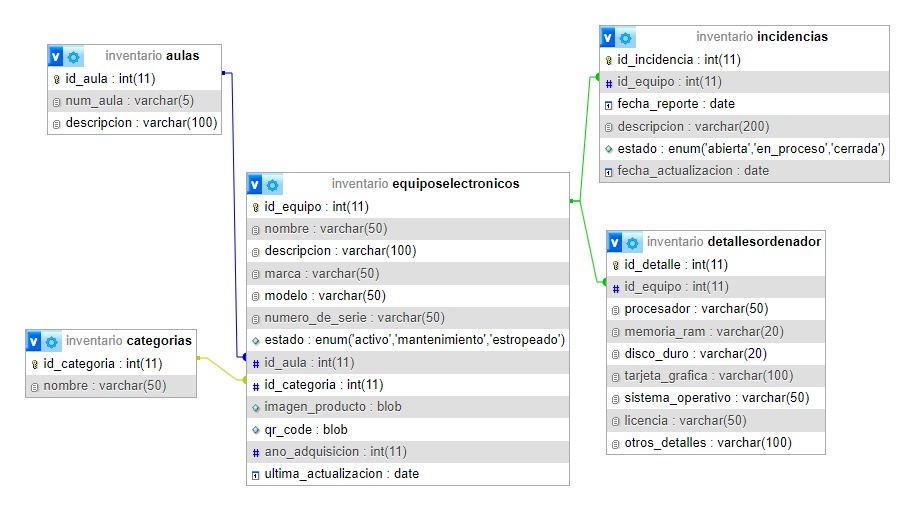 v inventario aulas
id_aula : int(11)
num_aula : varchar(5)
descripcion : varchar(100)
v inventario categorias
id_categoria : int(11)
nombre : varchar(50)
v inventario equiposelectronicos
id_equipo : int(11)
nombre : varchar(50)
descripcion : varchar(100)
marca : varchar(50)
modelo : varchar(50)
numero_de_serie : varchar(50)
estado : enum('activo','mantenimiento','estropeado')
# id_aula : int(11)
# id_categoria : int(11)
imagen_producto : blob
qr_code : blob
# ano_adquisicion : int(11)
ultima_actualizacion : date
v inventario incidencias
id_incidencia : int(11)
# id_equipo : int(11)
fecha_reporte : date
descripcion : varchar(200)
estado : enum('abierta','en_proceso','cerrada')
fecha_actualizacion : date
v inventario detallesordenador
id_detalle : int(11)
# id_equipo : int(11)
procesador : varchar(50)
memoria_ram : varchar(20)
disco_duro : varchar(20)
tarjeta_grafica : varchar(100)
sistema_operativo : varchar(50)
licencia : varchar(50)
otros_detalles : varchar(100)